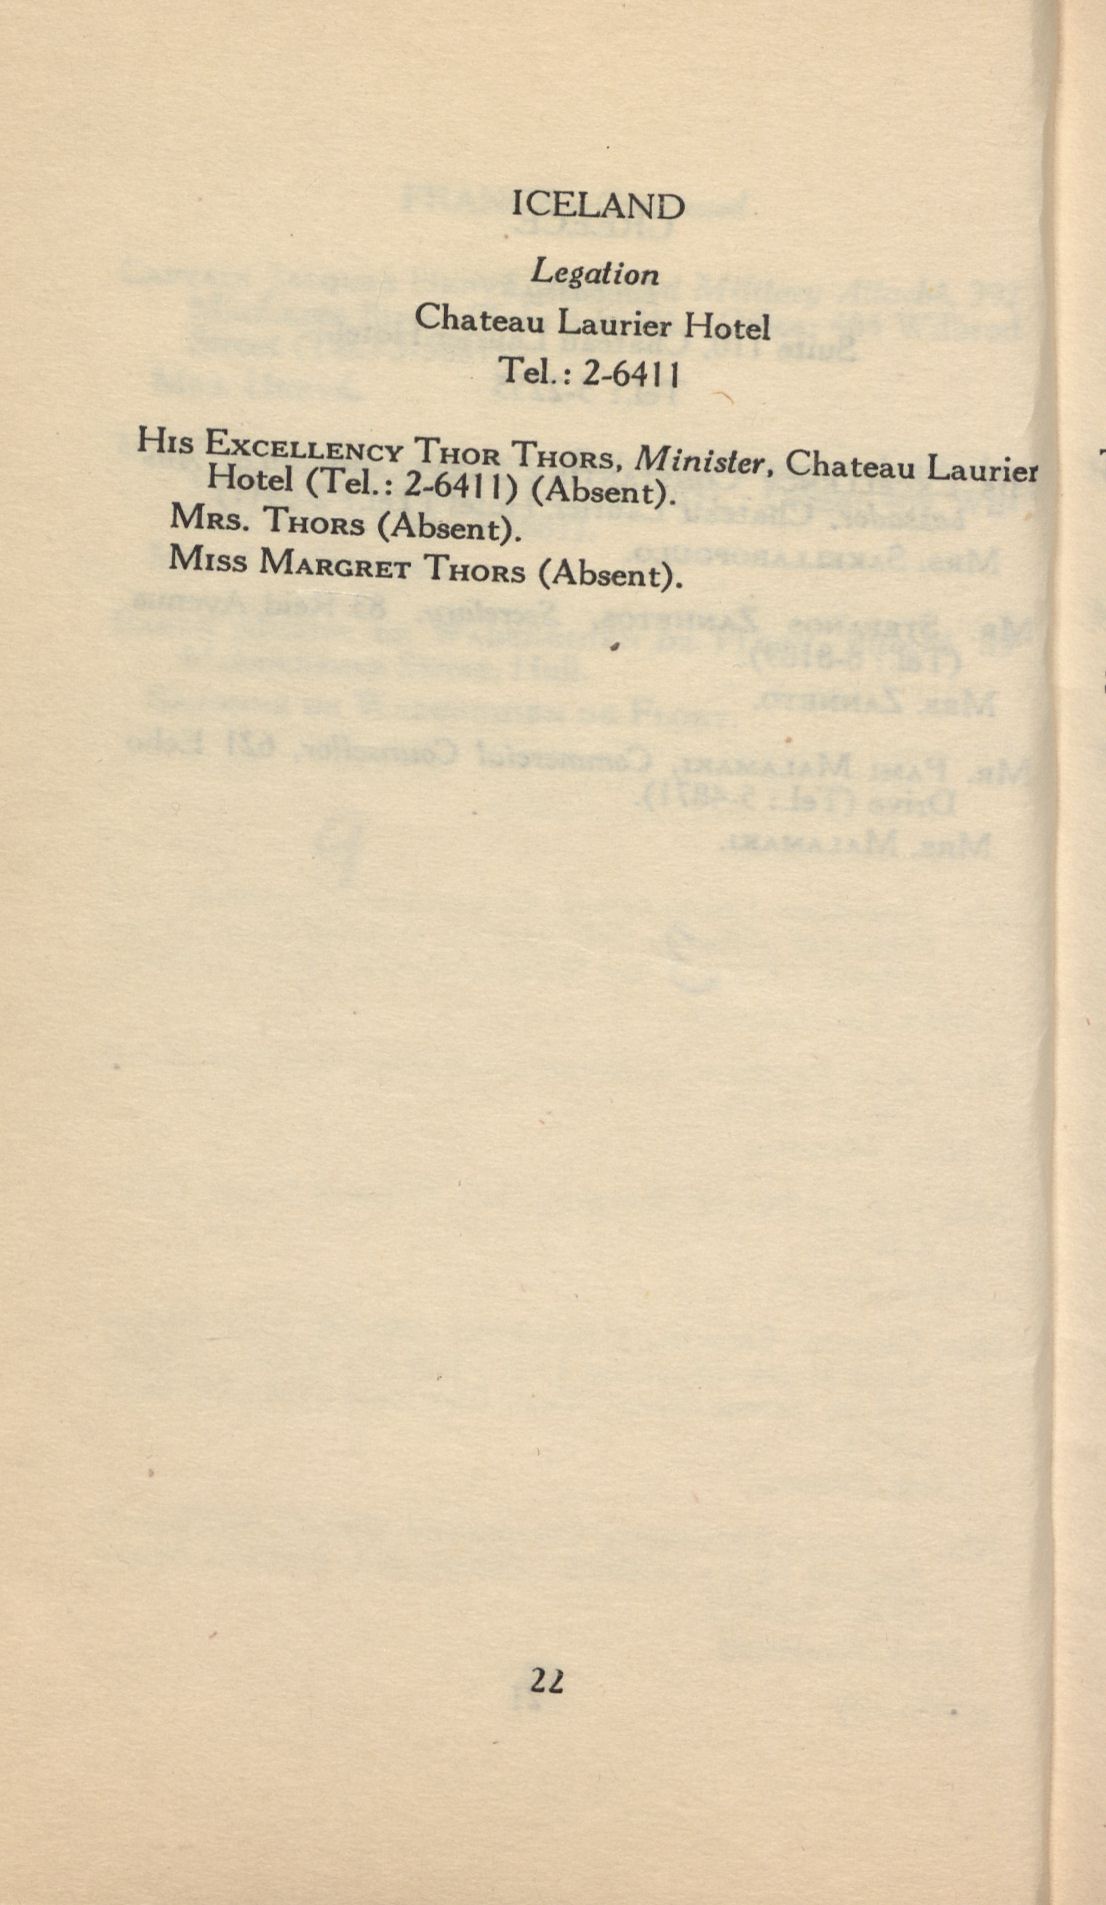 ICELAND
Legation
Chateau Laurier Hotel
Tel.: 2-6411
HIS EXCELLENCY THOR THORS, Minister, Chateau Laurier
Hotel (Tel.: 2-6411) (Absent).
MRS. THORS (Absent).
MISS MARGRET THORS (Absent).
22